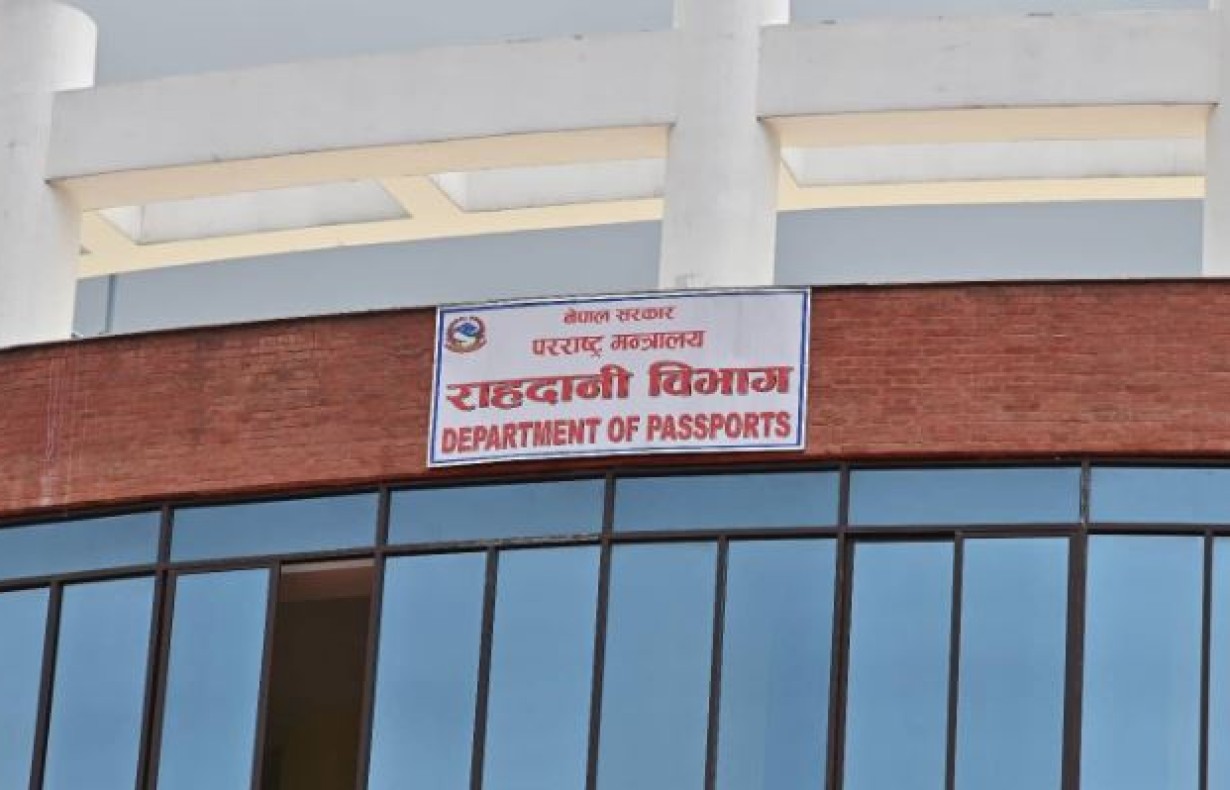 नेपाल सरकार
परराष्ट्र मन्त्रालय
राहदानी विभाग
DEPARTMENT OF PASSPORTS